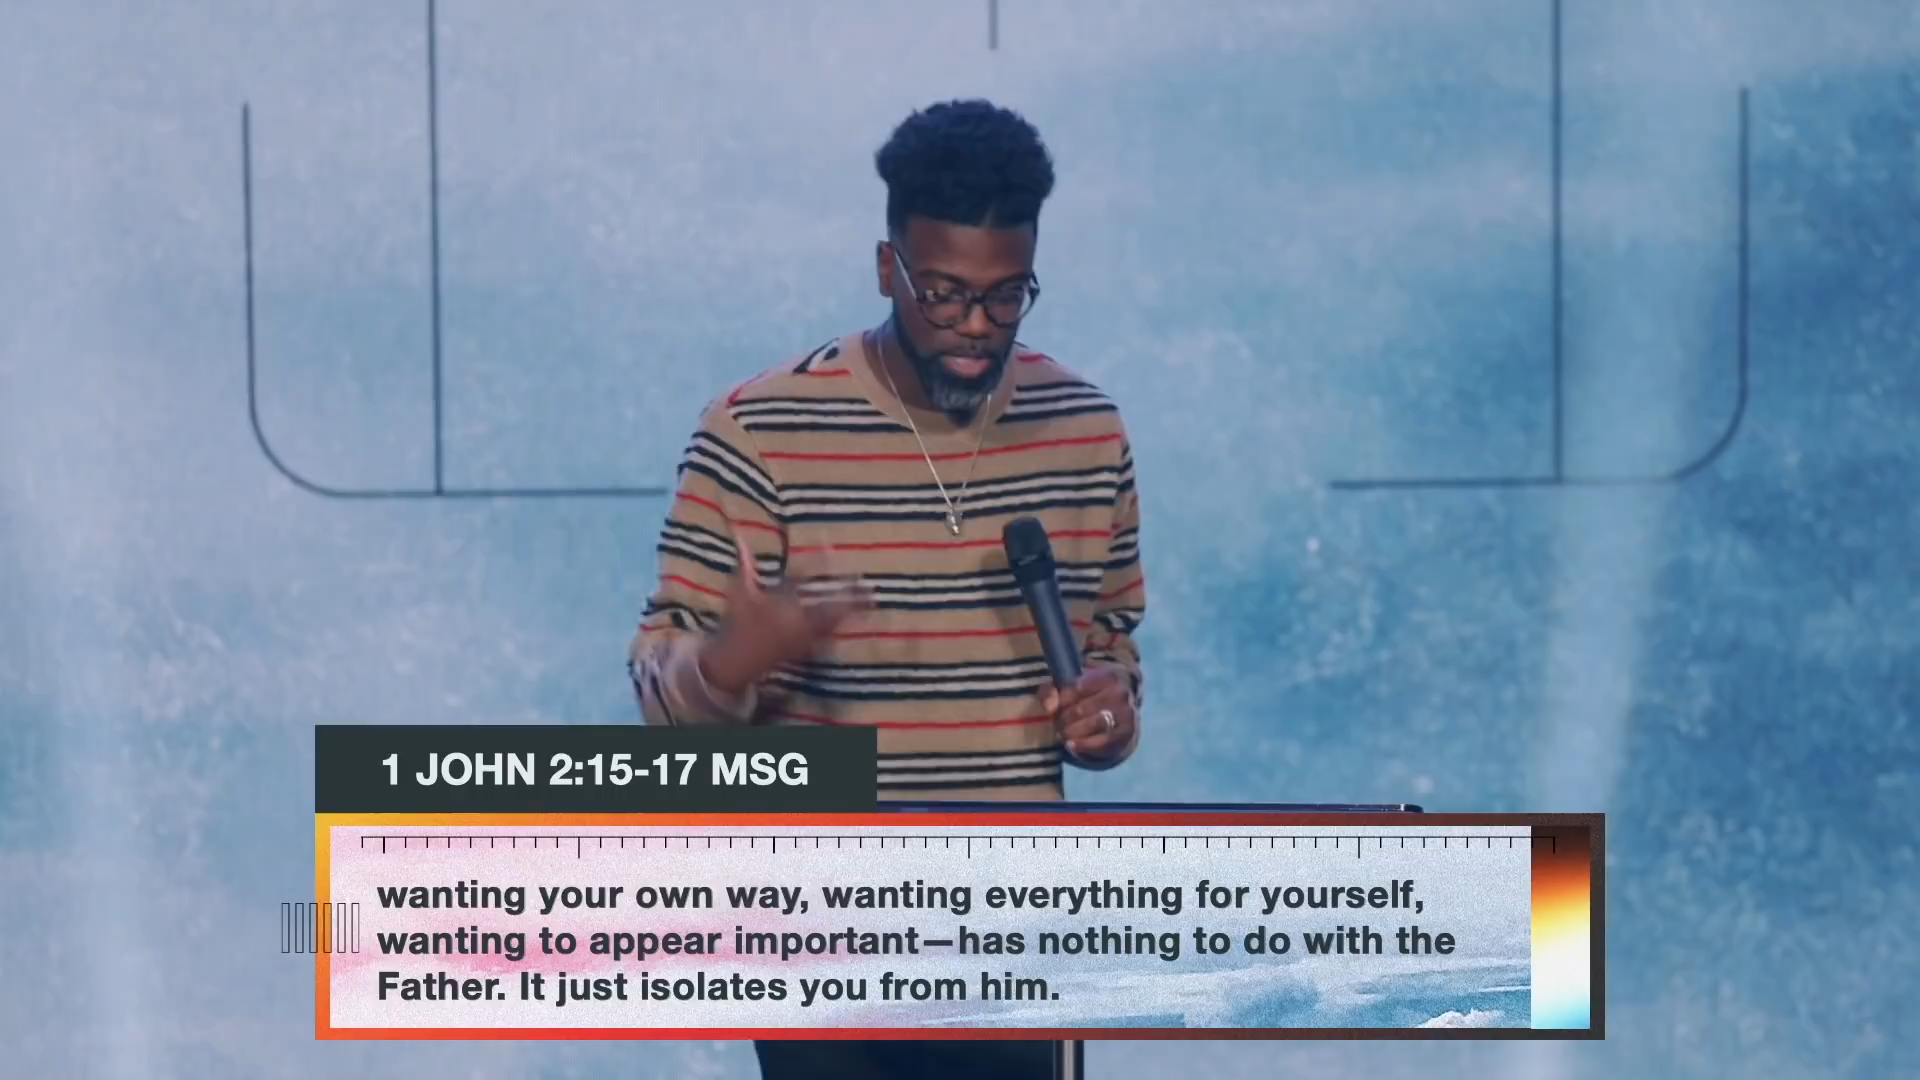 1 JOHN 2:15-17 MSG
wanting your own way, wanting everything for yourself,
wanting to appear important—has nothing to do with the
Father. It just isolates you from him.